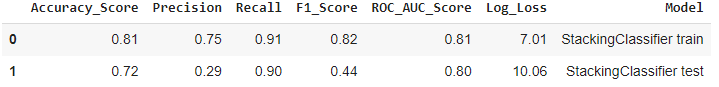 Accuracy_Score Precision Recall F1_Score ROC_AUC_Score Log_Loss Model
0 0.81 0.75 0.91 0.82 0.81 7.01 StackingClassifier train
1 0.72 0.29 0.90 0.44 0.80 10.06 StackingClassifier test